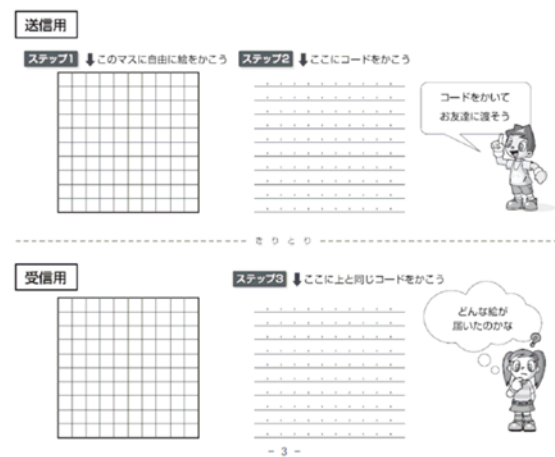 送信用
ステップ1 ⬇このマスに自由に絵をかこう
ステップ2 ⬇ここにコードをかこう
コードをかいて
お友達に渡そう
きりとり
受信用
ステップ3 ⬇ここに上と同じコードをかこう
どんな絵が
届いたのかな
?
- 3 -